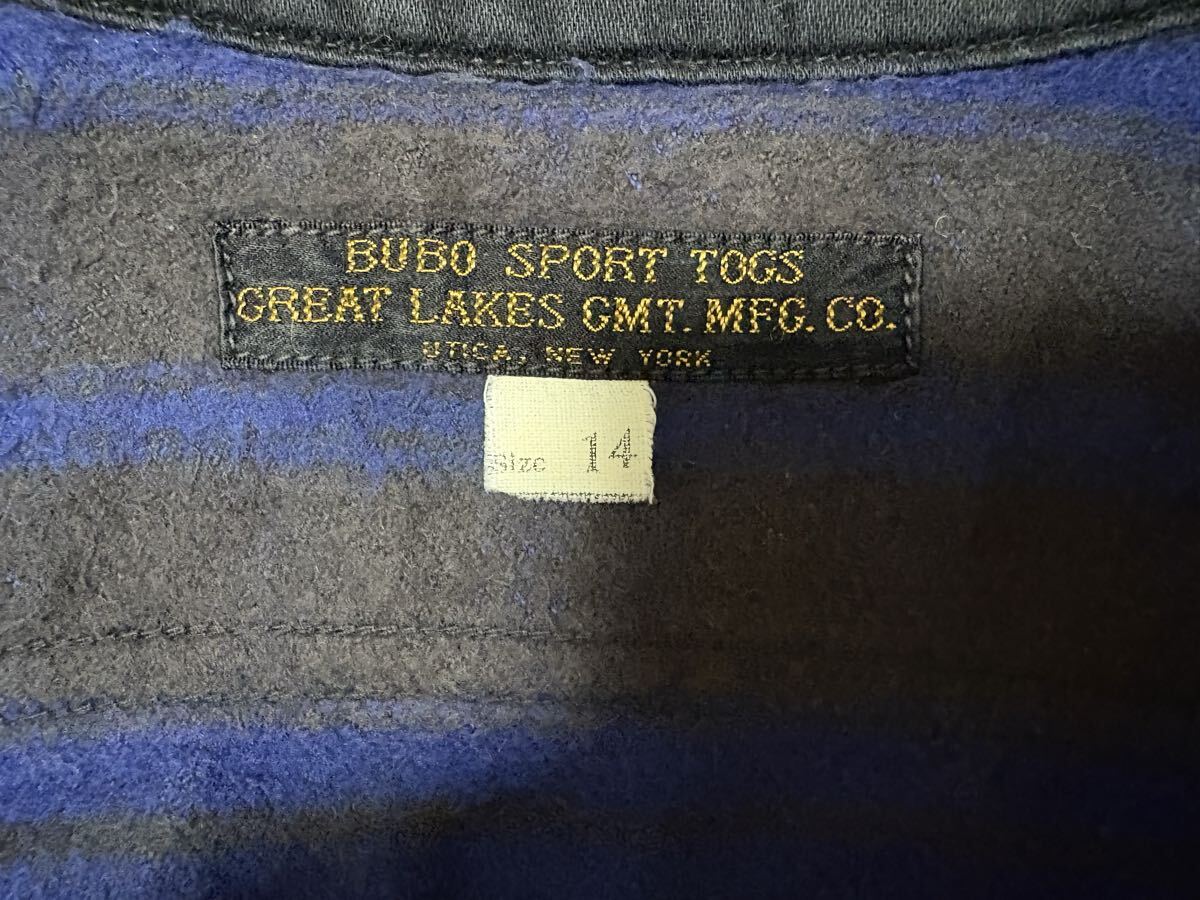 BUBO SPORT TOGS
GREAT LAKES GMT. MFG. CO.
UTICA, NEW YORK
Size 14